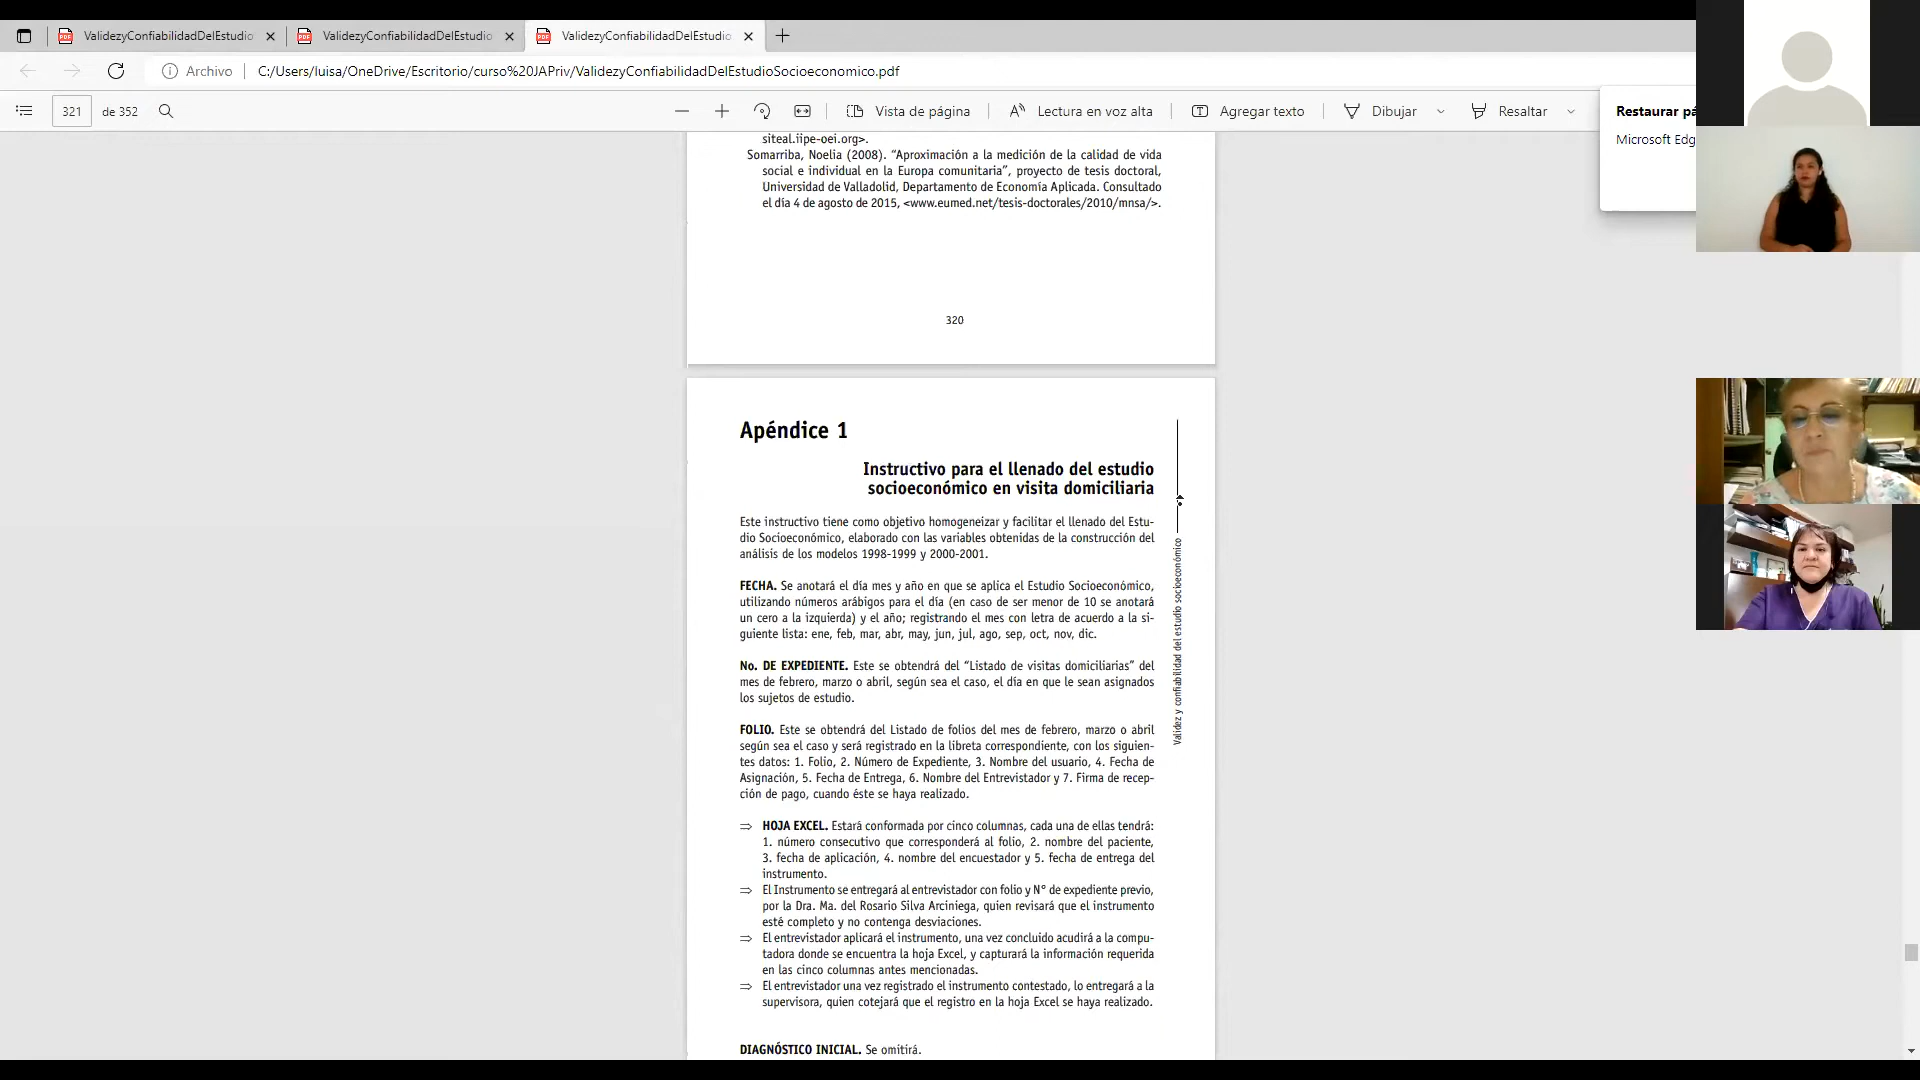 ValidezyConfiabilidadDelEstudio
ValidezyConfiabilidadDelEstudio
ValidezyConfiabilidadDelEstudio
Archivo
C:/Users/luisa/OneDrive/Escritorio/curso%20JAPriv/ValidezyConfiabilidadDelEstudioSocioeconomico.pdf
321 de 352
Vista de página
Lectura en voz alta
Agregar texto
Dibujar
Resaltar
Restaurar pá
Microsoft Edg
siteal.iipe-oei.org>.
Somarriba, Noelia (2008). “Aproximación a la medición de la calidad de vida
social e individual en la Europa comunitaria”, proyecto de tesis doctoral,
Universidad de Valladolid, Departamento de Economía Aplicada. Consultado
el día 4 de agosto de 2015, <www.eumed.net/tesis-doctorales/2010/mnsa/>.
320
Apéndice 1
Instructivo para el llenado del estudio
socioeconómico en visita domiciliaria
Este instructivo tiene como objetivo homogeneizar y facilitar el llenado del Estu-
dio Socioeconómico, elaborado con las variables obtenidas de la construcción del
análisis de los modelos 1998-1999 y 2000-2001.
FECHA. Se anotará el día mes y año en que se aplica el Estudio Socioeconómico,
utilizando números arábigos para el día (en caso de ser menor de 10 se anotará
un cero a la izquierda) y el año; registrando el mes con letra de acuerdo a la si-
guiente lista: ene, feb, mar, abr, may, jun, jul, ago, sep, oct, nov, dic.
No. DE EXPEDIENTE. Este se obtendrá del “Listado de visitas domiciliarias” del
mes de febrero, marzo o abril, según sea el caso, el día en que le sean asignados
los sujetos de estudio.
FOLIO. Este se obtendrá del Listado de folios del mes de febrero, marzo o abril
según sea el caso y será registrado en la libreta correspondiente, con los siguien-
tes datos: 1. Folio, 2. Número de Expediente, 3. Nombre del usuario, 4. Fecha de
Asignación, 5. Fecha de Entrega, 6. Nombre del Entrevistador y 7. Firma de recep-
ción de pago, cuando éste se haya realizado.
⇒ HOJA EXCEL. Estará conformada por cinco columnas, cada una de ellas tendrá:
1. número consecutivo que corresponderá al folio, 2. nombre del paciente,
3. fecha de aplicación, 4. nombre del encuestador y 5. fecha de entrega del
instrumento.
⇒ El Instrumento se entregará al entrevistador con folio y N° de expediente previo,
por la Dra. Ma. del Rosario Silva Arciniega, quien revisará que el instrumento
esté completo y no contenga desviaciones.
⇒ El entrevistador aplicará el instrumento, una vez concluido acudirá a la compu-
tadora donde se encuentra la hoja Excel, y capturará la información requerida
en las cinco columnas antes mencionadas.
⇒ El entrevistador una vez registrado el instrumento contestado, lo entregará a la
supervisora, quien cotejará que el registro en la hoja Excel se haya realizado.
DIAGNÓSTICO INICIAL. Se omitirá.
Validez y confiabilidad del estudio socioeconómico